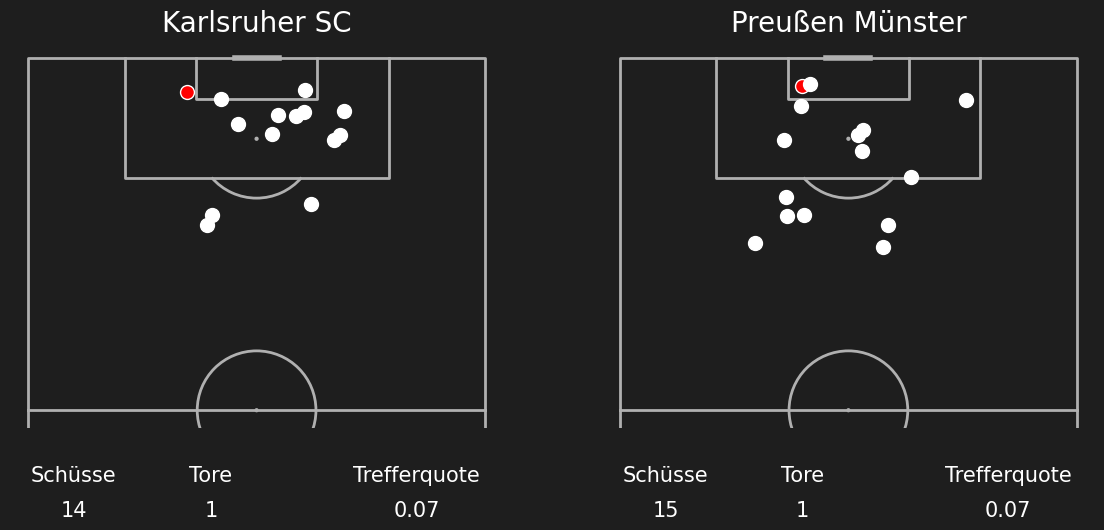 Karlsruher SC
Preußen Münster
Schüsse Tore Trefferquote
14 1 0.07
Schüsse Tore Trefferquote
15 1 0.07